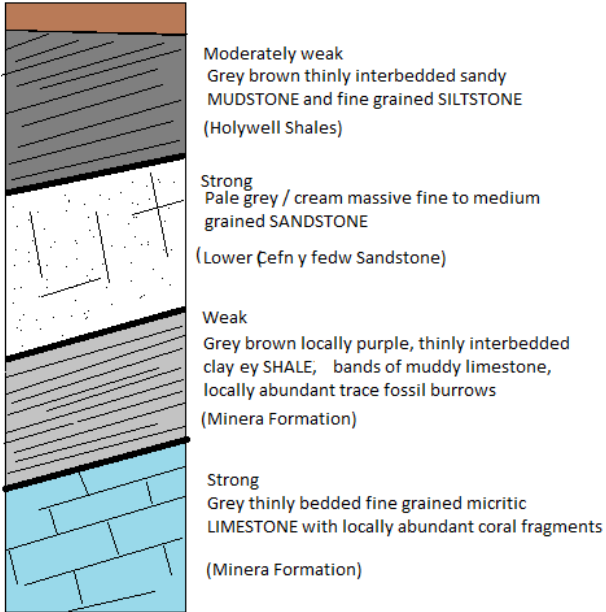 Moderately weak
Grey brown thinly interbedded sandy
MUDSTONE and fine grained SILTSTONE
(Holywell Shales)
Strong
Pale grey / cream massive fine to medium
grained SANDSTONE
(Lower Cefn y fedw Sandstone)
Weak
Grey brown locally purple, thinly interbedded
clay ey SHALE, bands of muddy limestone,
locally abundant trace fossil burrows
(Minera Formation)
Strong
Grey thinly bedded fine grained micritic
LIMESTONE with locally abundant coral fragments
(Minera Formation)